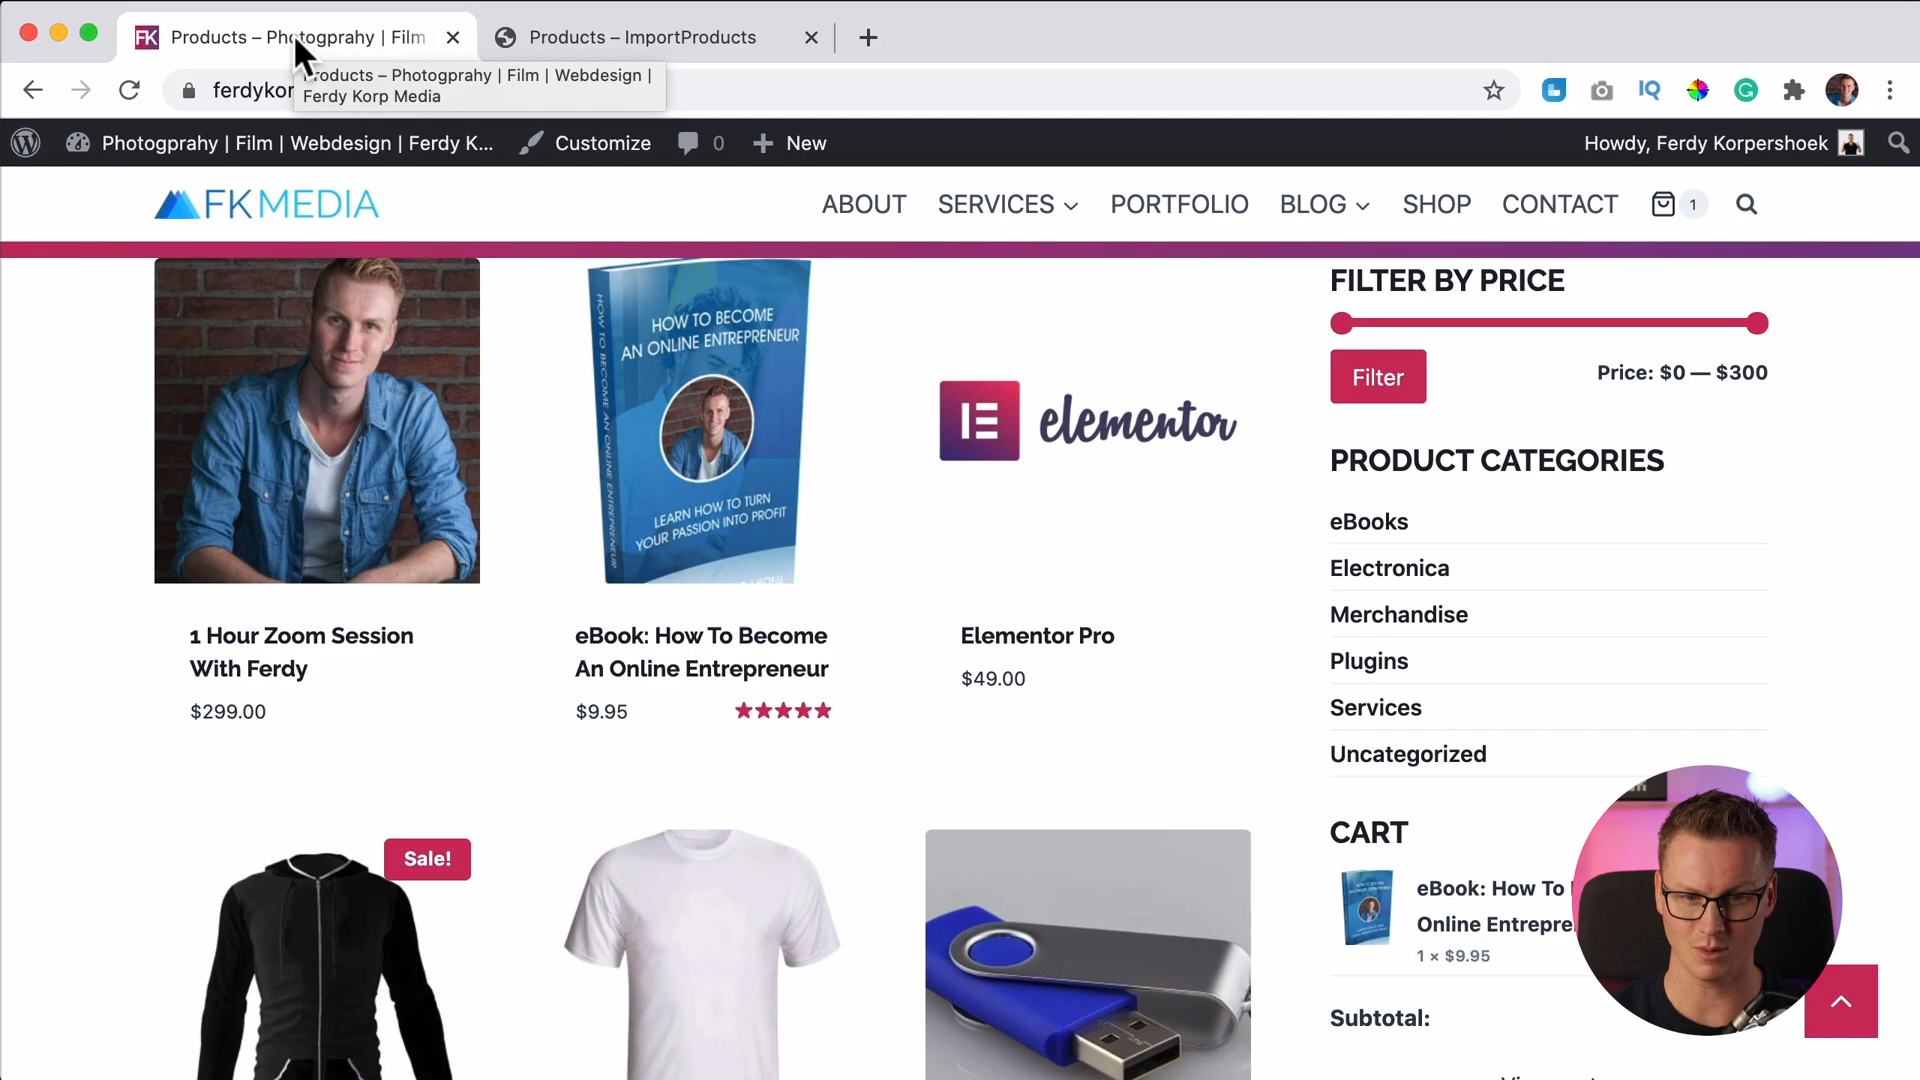 FK Products – Photogprahy | Film
Products – ImportProducts
ferdykor
Products – Photogprahy | Film | Webdesign |
Ferdy Korp Media
IQ
Photogprahy | Film | Webdesign | Ferdy K...
Customize
0
New
Howdy, Ferdy Korpershoek
FKMEDIA
ABOUT
SERVICES
PORTFOLIO
BLOG
SHOP
CONTACT
1
HOW TO BECOME
AN ONLINE ENTREPRENEUR
HOW TO BECOME AN ONLINE ENTREPRENEUR
LEARN HOW TO TURN
YOUR PASSION INTO PROFIT
elementor
1 Hour Zoom Session
With Ferdy
$299.00
eBook: How To Become
An Online Entrepreneur
$9.95
Elementor Pro
$49.00
Sale!
FILTER BY PRICE
Filter
Price: $0 — $300
PRODUCT CATEGORIES
eBooks
Electronica
Merchandise
Plugins
Services
Uncategorized
CART
eBook: How To
Online Entrepre
1 × $9.95
Subtotal: